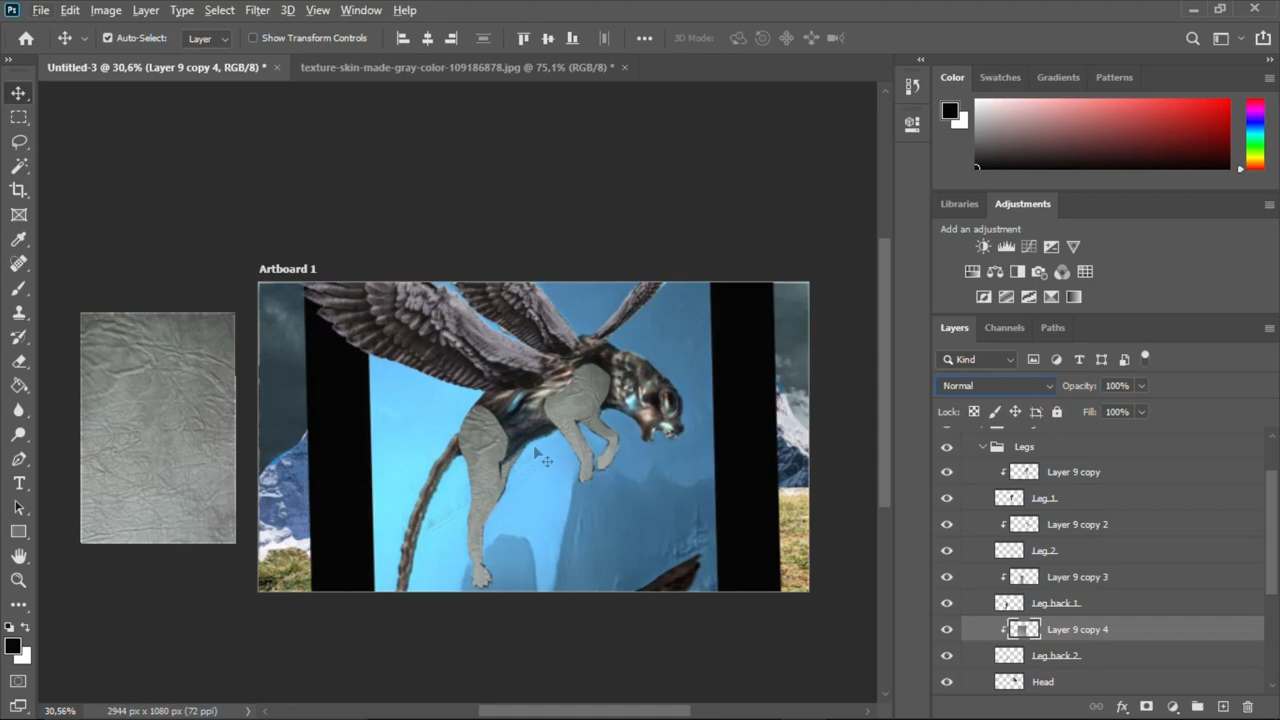 Ps File Edit Image Layer Type Select Filter 3D View Window Help
Auto-Select: Layer Show Transform Controls 3D Mode:
Untitled-3 @ 30,6% (Layer 9 copy 4, RGB/8) * × texture-skin-made-gray-color-109186878.jpg @ 75,1% (RGB/8) * ×
Color Swatches Gradients Patterns
Libraries Adjustments
Add an adjustment
Artboard 1
Layers Channels Paths
Kind
Normal Opacity: 100%
Lock: Fill: 100%
Legs
Layer 9 copy
Leg 1
Layer 9 copy 2
Leg 2
Layer 9 copy 3
Leg back 1
Layer 9 copy 4
Leg back 2
Head
30,56% 2944 px x 1080 px (72 ppi)